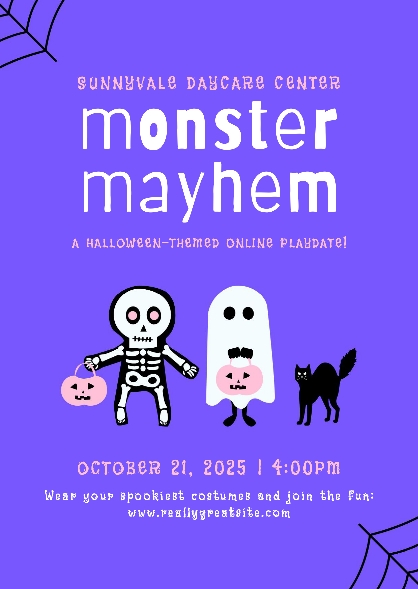 SUNNYVALE DAYCARE CENTER
monster
mayhem
A HALLOWEEN-THEMED ONLINE PLAYDATE!
OCTOBER 21, 2025 | 4:00PM
Wear your spookiest costumes and join the fun:
www.reallygreatsite.com